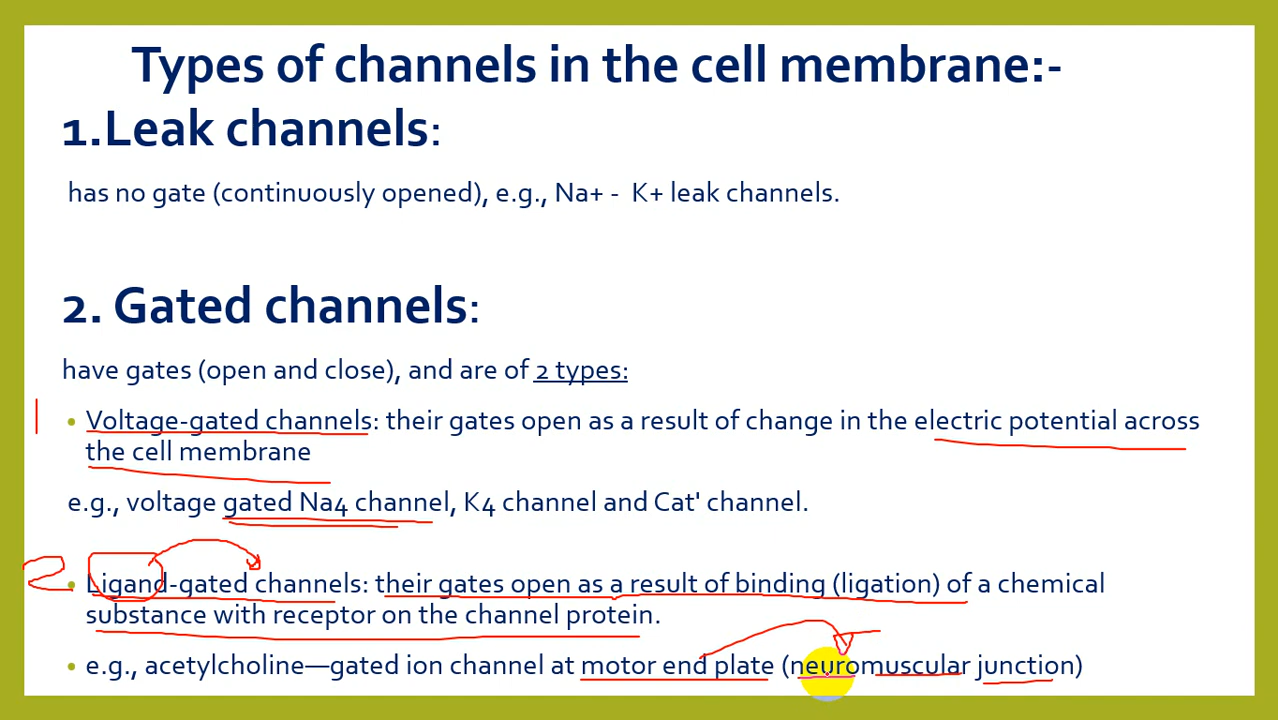 Types of channels in the cell membrane:-
1.Leak channels:
has no gate (continuously opened), e.g., Na+ - K+ leak channels.
2. Gated channels:
have gates (open and close), and are of 2 types:
1 • Voltage-gated channels: their gates open as a result of change in the electric potential across
the cell membrane
e.g., voltage gated Na4 channel, K4 channel and Cat' channel.
2 • Ligand-gated channels: their gates open as a result of binding (ligation) of a chemical
substance with receptor on the channel protein.
• e.g., acetylcholine—gated ion channel at motor end plate (neuromuscular junction)